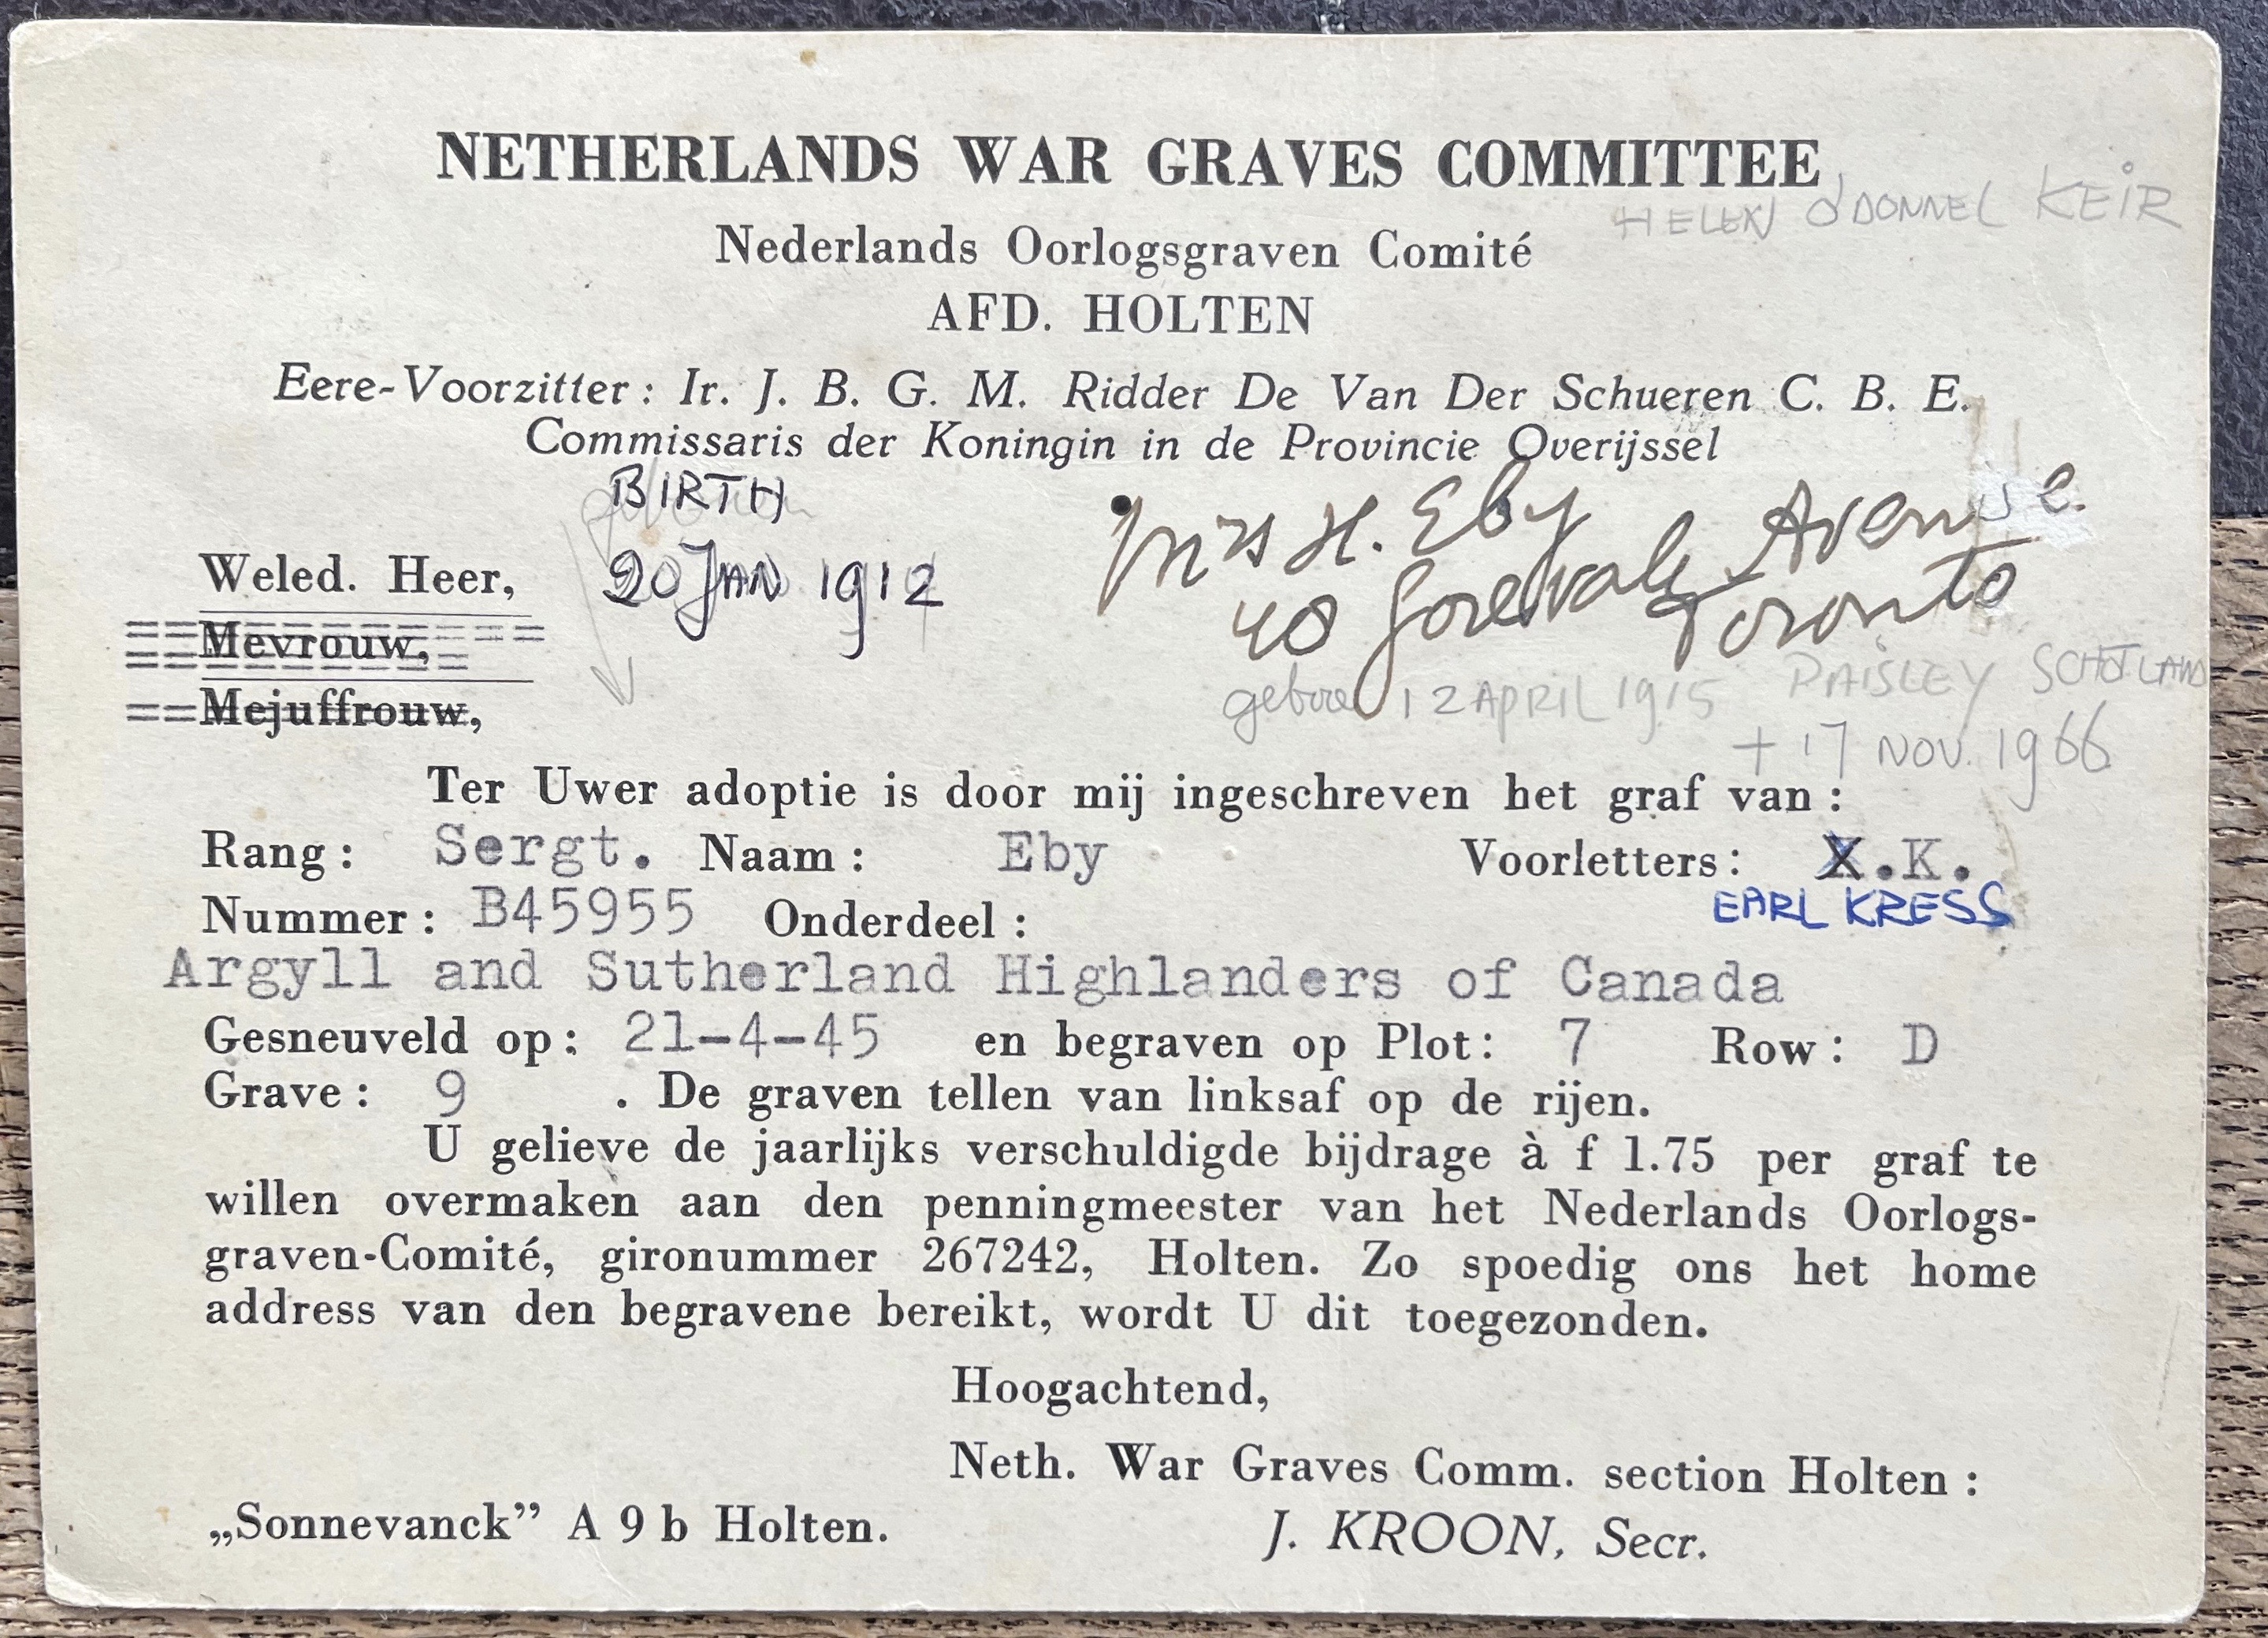 NETHERLANDS WAR GRAVES COMMITTEE
HELEN O'DONNEL KEIR
Nederlands Oorlogsgraven Comité
AFD. HOLTEN
Eere-Voorzitter: Ir. J. B. G. M. Ridder De Van Der Schueren C. B. E.
Commissaris der Koningin in de Provincie Overijssel
BIRTH
20 JAN 1912
Mrs H. Eby
40 Gorevale Avenue.
Toronto
Weled. Heer,
Mevrouw,
Mejuffrouw,
12 APRIL 1915 PAISLEY SCHOTLAND
+ 17 NOV. 1966
Ter Uwer adoptie is door mij ingeschreven het graf van:
Rang: Sergt. Naam: Eby Voorletters: X.K.
EARL KRESS
Nummer: B45955 Onderdeel:
Argyll and Sutherland Highlanders of Canada
Gesneuveld op: 21-4-45 en begraven op Plot: 7 Row: D
Grave: 9 . De graven tellen van linksaf op de rijen.
U gelieve de jaarlijks verschuldigde bijdrage à f 1.75 per graf te
willen overmaken aan den penningmeester van het Nederlands Oorlogs-
graven-Comité, gironummer 267242, Holten. Zo spoedig ons het home
address van den begravene bereikt, wordt U dit toegezonden.
Hoogachtend,
Neth. War Graves Comm. section Holten:
„Sonnevanck” A 9 b Holten.
J. KROON, Secr.